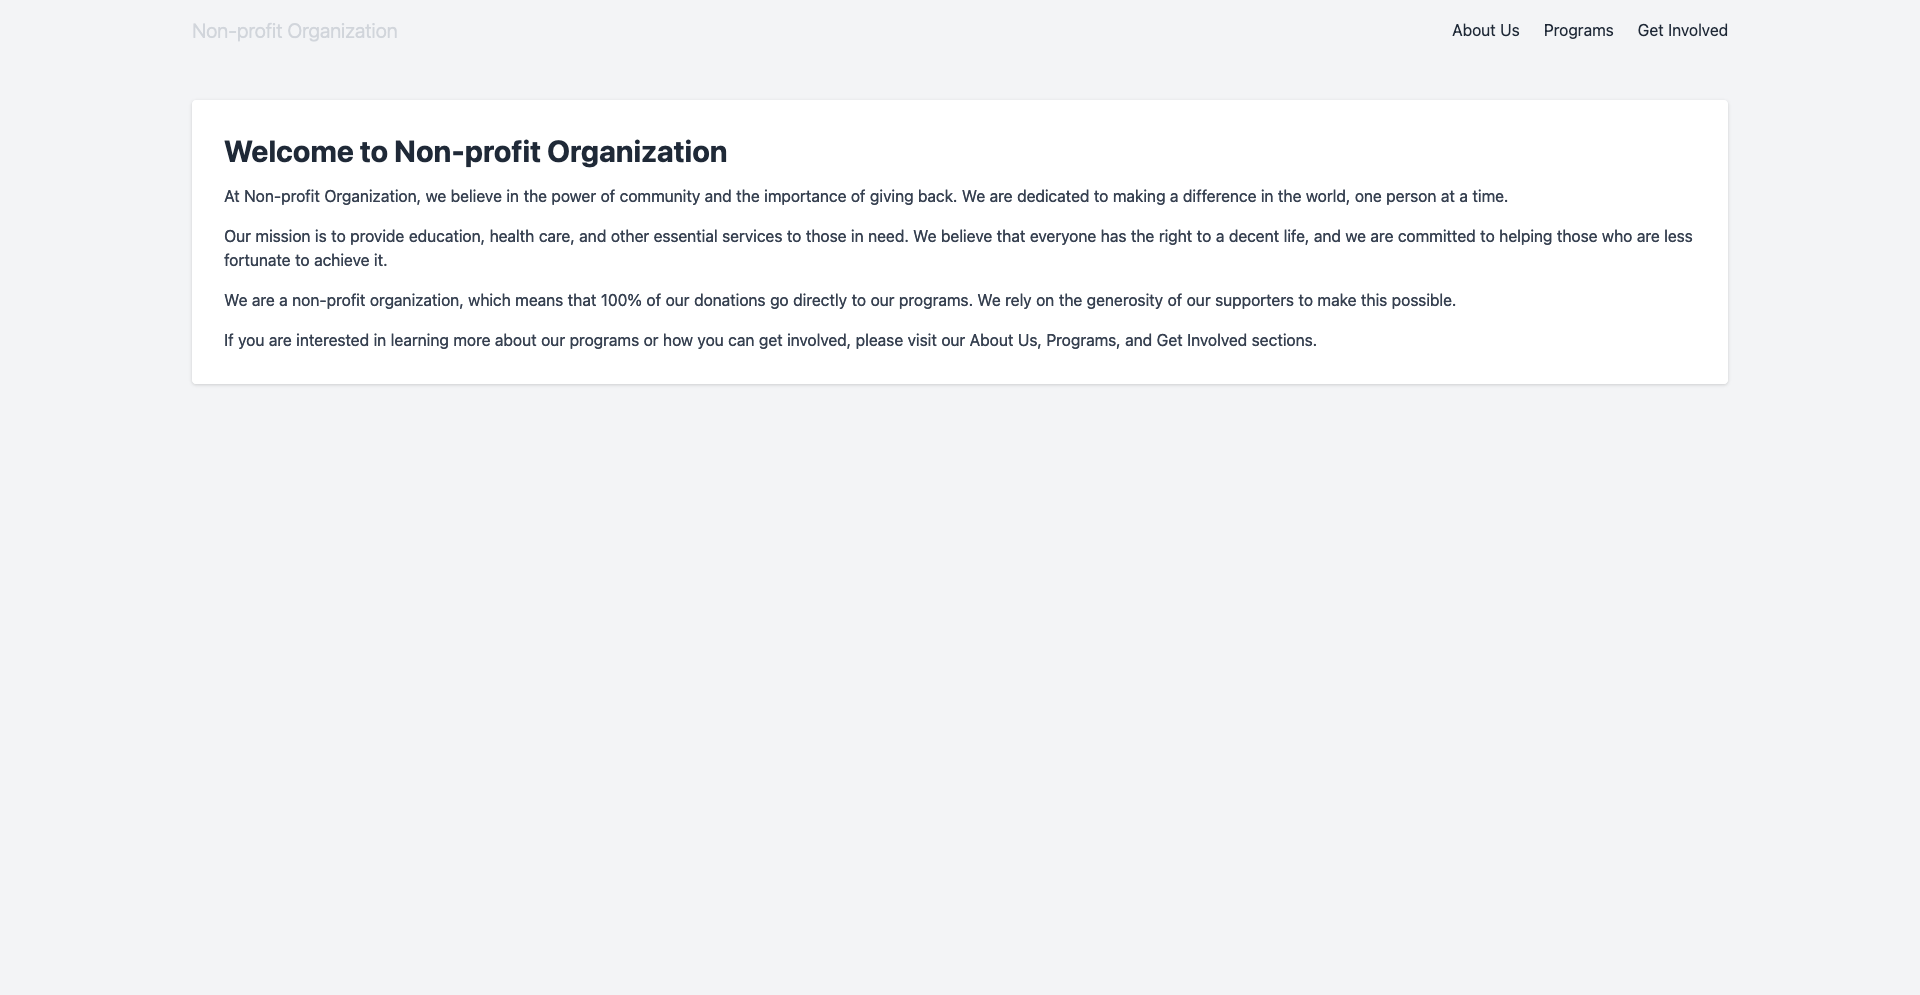 Non-profit Organization
About Us
Programs
Get Involved
Welcome to Non-profit Organization
At Non-profit Organization, we believe in the power of community and the importance of giving back. We are dedicated to making a difference in the world, one person at a time.
Our mission is to provide education, health care, and other essential services to those in need. We believe that everyone has the right to a decent life, and we are committed to helping those who are less
fortunate to achieve it.
We are a non-profit organization, which means that 100% of our donations go directly to our programs. We rely on the generosity of our supporters to make this possible.
If you are interested in learning more about our programs or how you can get involved, please visit our About Us, Programs, and Get Involved sections.